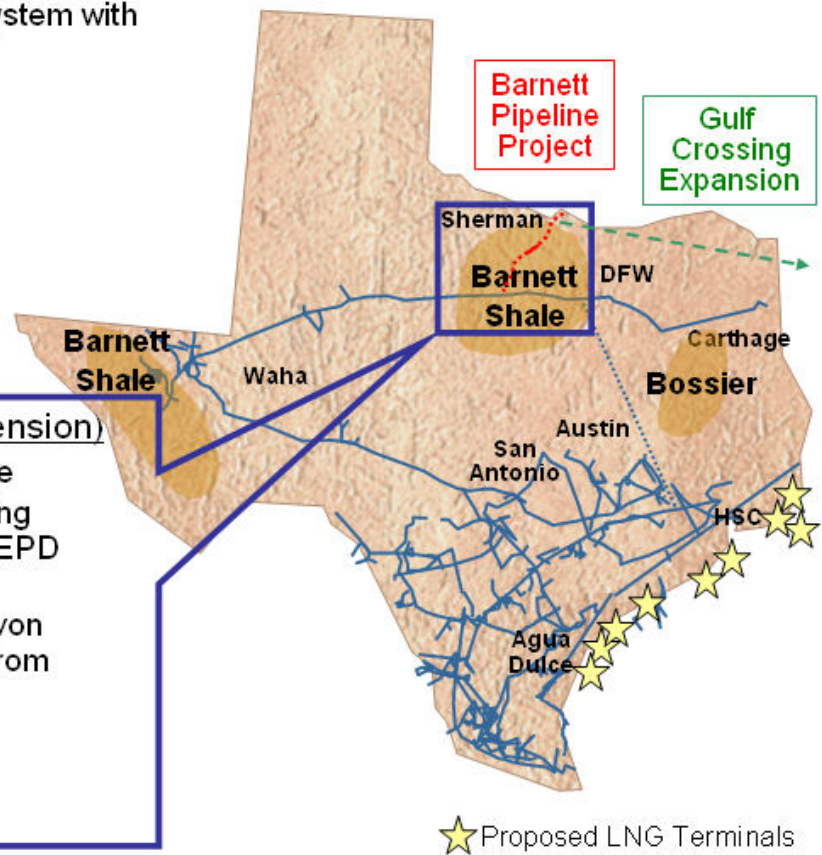 ystem with
Barnett
Pipeline
Project
Gulf
Crossing
Expansion
Sherman
Barnett
Shale
DFW
Carthage
Bossier
Barnett
Shale
Waha
Austin
San
Antonio
HSC
Agua
Dulce
ension)
e
ng
EPD
von
rom
Proposed LNG Terminals